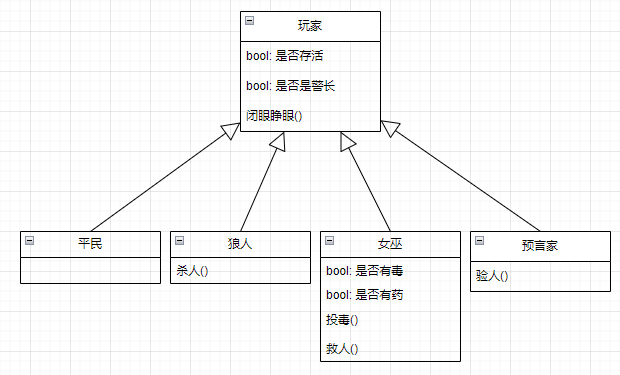 玩家
bool: 是否存活
bool: 是否是警长
闭眼睁眼()
平民
狼人
杀人()
女巫
bool: 是否有毒
bool: 是否有药
投毒()
救人()
预言家
验人()